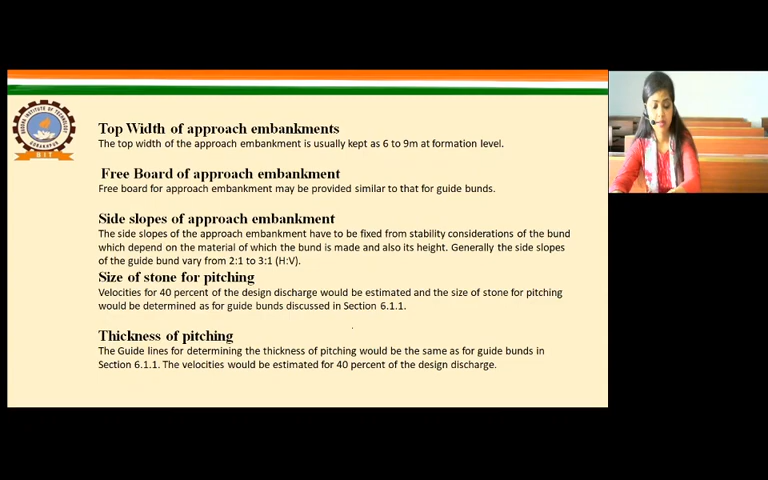 BUDDHA INSTITUTE OF TECHNOLOGY
GORAKHPUR
BIT
Top Width of approach embankments
The top width of the approach embankment is usually kept as 6 to 9m at formation level.
Free Board of approach embankment
Free board for approach embankment may be provided similar to that for guide bunds.
Side slopes of approach embankment
The side slopes of the approach embankment have to be fixed from stability considerations of the bund
which depend on the material of which the bund is made and also its height. Generally the side slopes
of the guide bund vary from 2:1 to 3:1 (H:V).
Size of stone for pitching
Velocities for 40 percent of the design discharge would be estimated and the size of stone for pitching
would be determined as for guide bunds discussed in Section 6.1.1.
Thickness of pitching
The Guide lines for determining the thickness of pitching would be the same as for guide bunds in
Section 6.1.1. The velocities would be estimated for 40 percent of the design discharge.